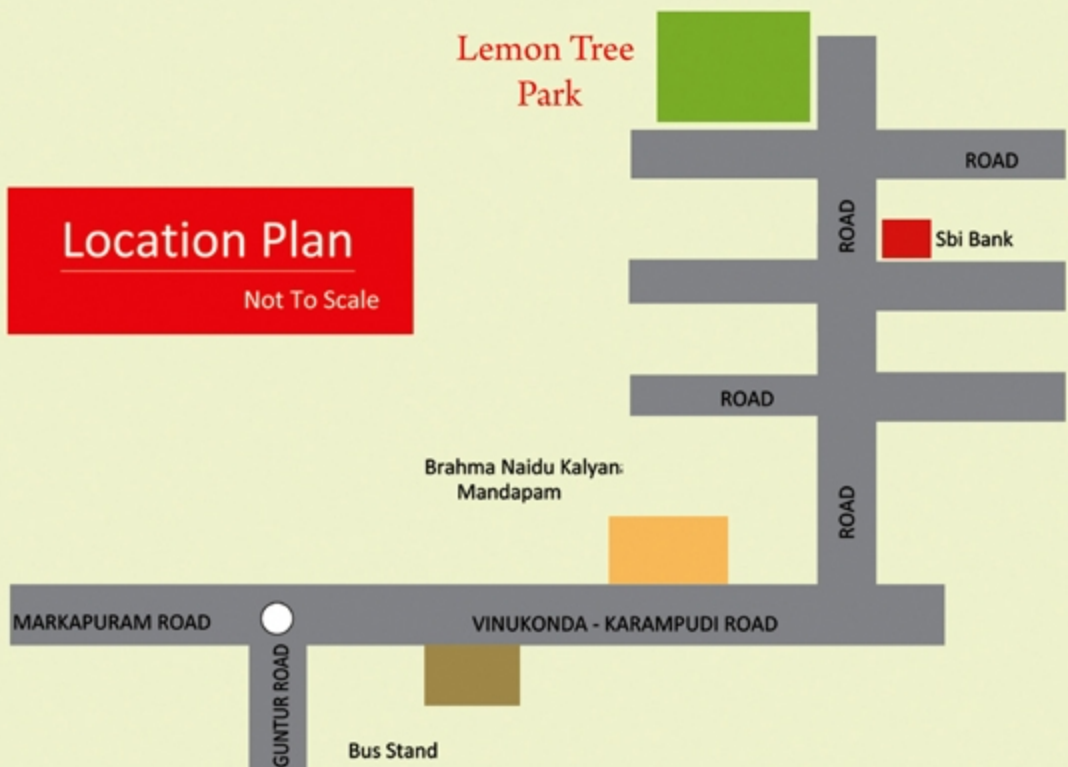 Lemon Tree
Park
ROAD
Location Plan
Not To Scale
ROAD
Sbi Bank
ROAD
Brahma Naidu Kalyan
Mandapam
ROAD
MARKAPURAM ROAD
VINUKONDA - KARAMPUDI ROAD
GUNTUR ROAD
Bus Stand